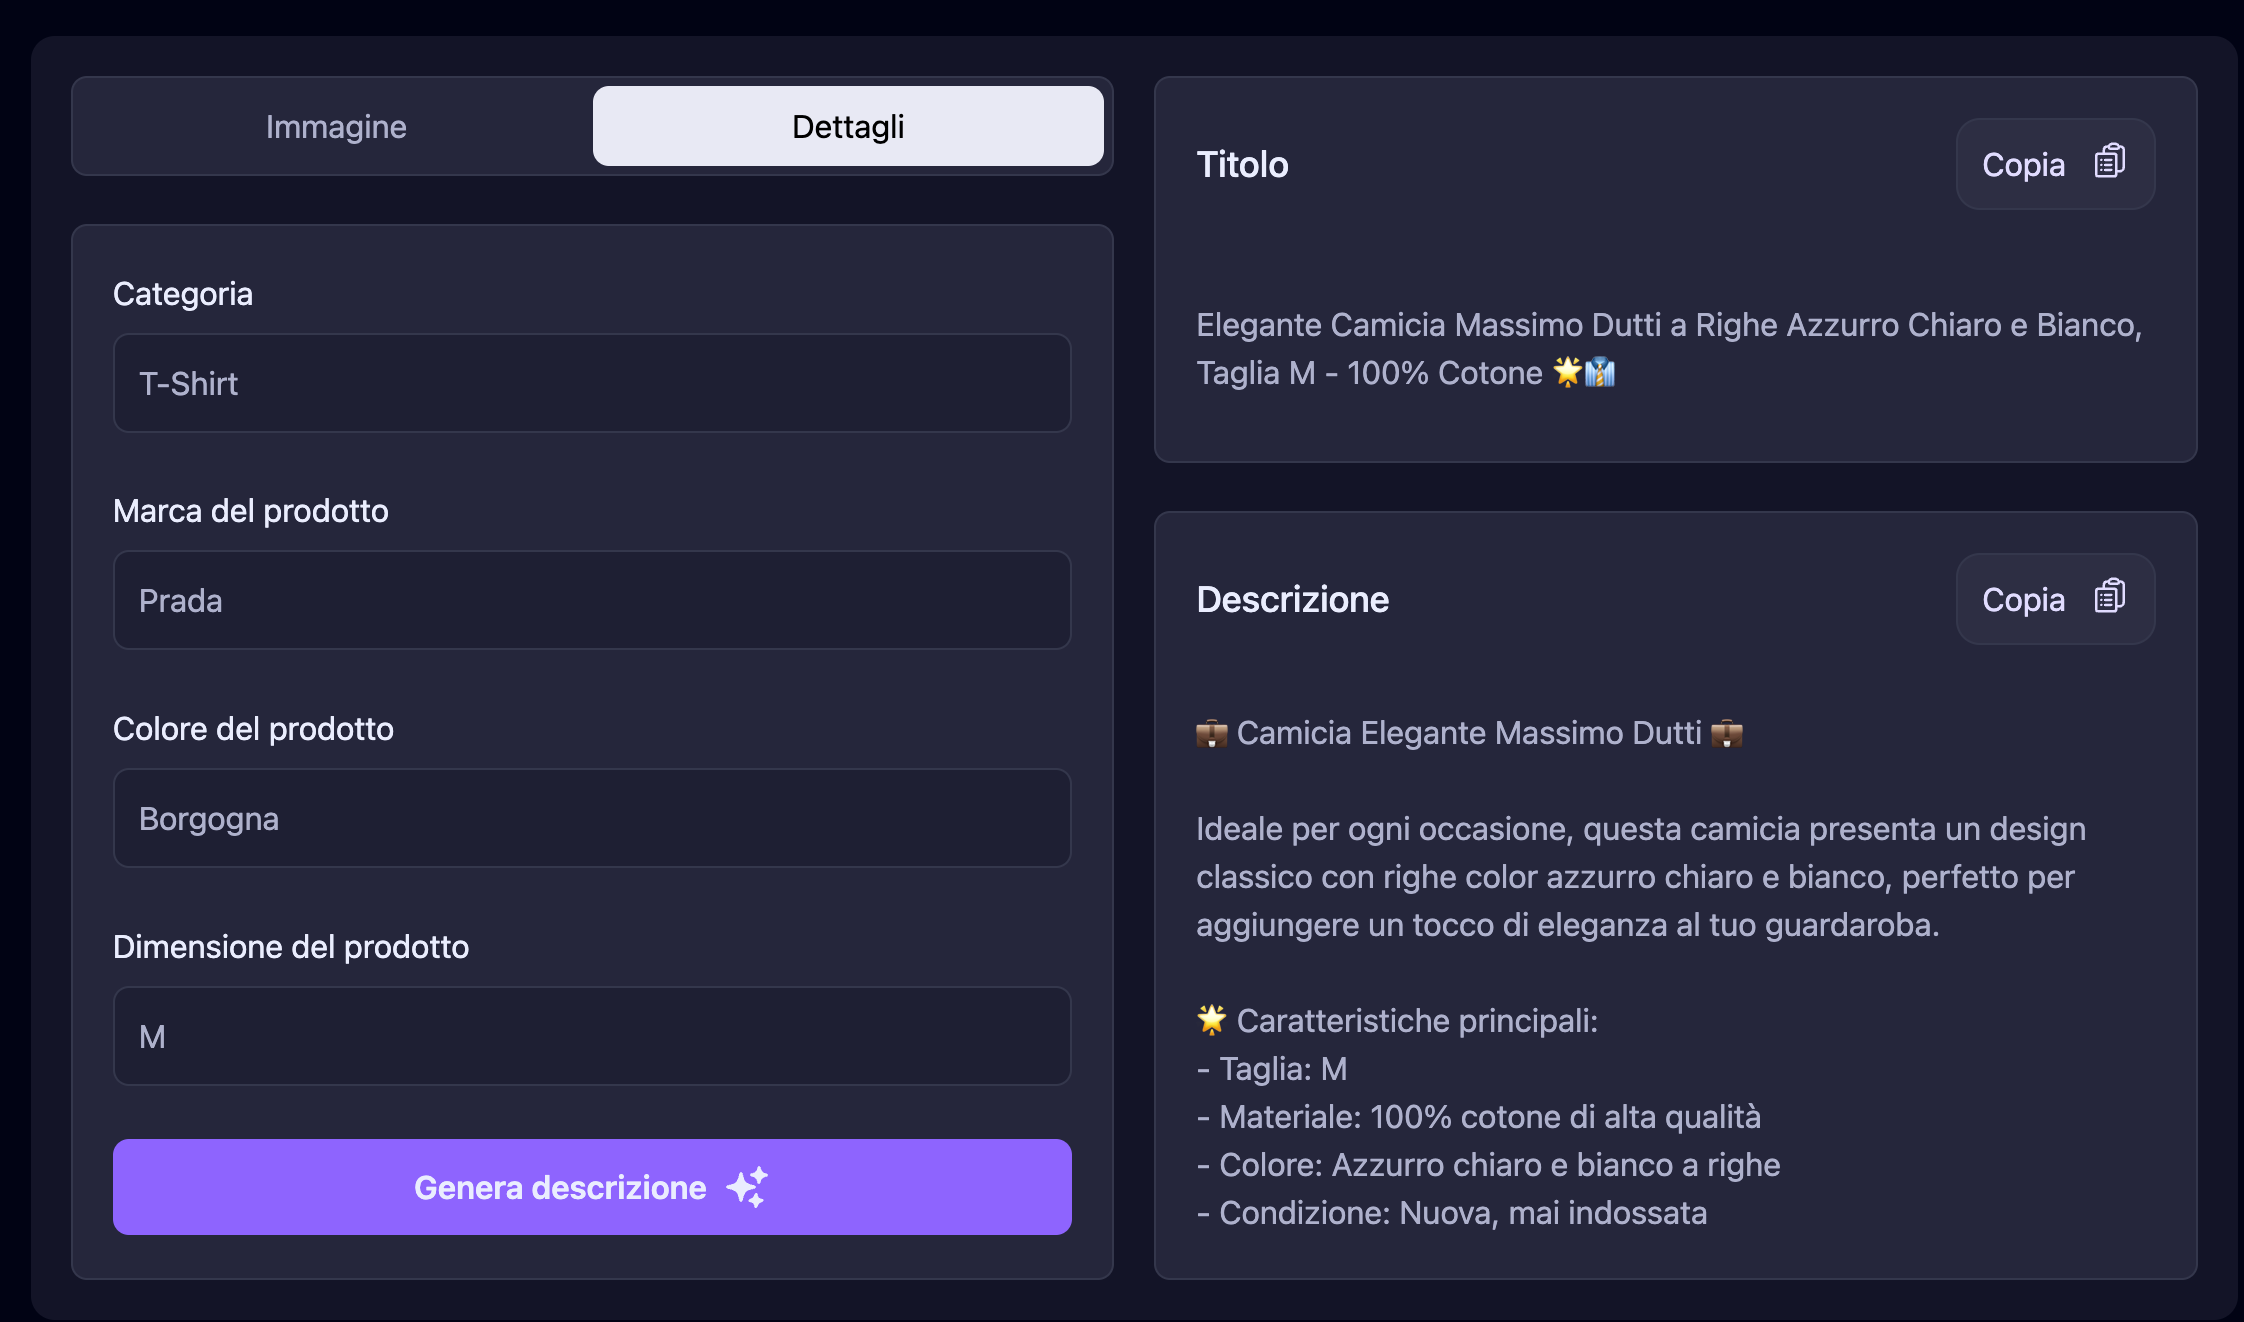 Immagine
Dettagli
Categoria
T-Shirt
Marca del prodotto
Prada
Colore del prodotto
Borgogna
Dimensione del prodotto
M
Genera descrizione
Titolo
Copia
Elegante Camicia Massimo Dutti a Righe Azzurro Chiaro e Bianco,
Taglia M - 100% Cotone 🌟👔
Descrizione
Copia
💼 Camicia Elegante Massimo Dutti 💼
Ideale per ogni occasione, questa camicia presenta un design
classico con righe color azzurro chiaro e bianco, perfetto per
aggiungere un tocco di eleganza al tuo guardaroba.
🌟 Caratteristiche principali:
- Taglia: M
- Materiale: 100% cotone di alta qualità
- Colore: Azzurro chiaro e bianco a righe
- Condizione: Nuova, mai indossata